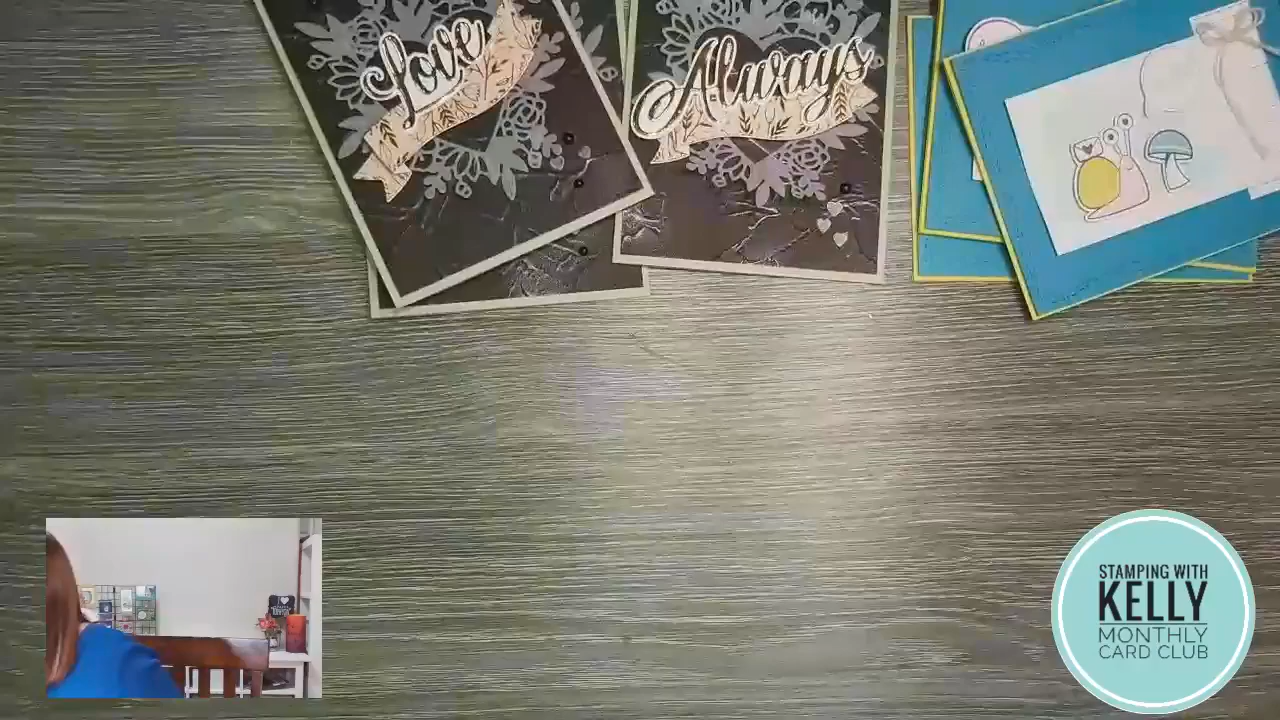 Love
Always
STAMPING WITH
KELLY
MONTHLY
CARD CLUB